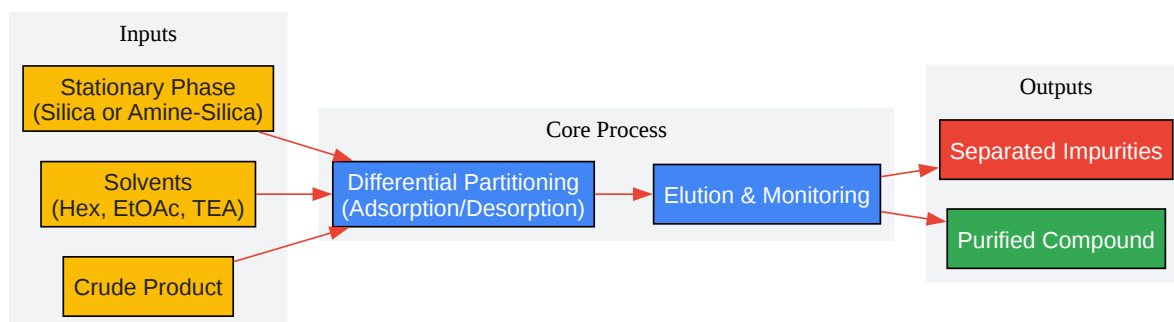 Inputs
Stationary Phase
(Silica or Amine-Silica)
Solvents
(Hex, EtOAc, TEA)
Crude Product
Core Process
Differential Partitioning
(Adsorption/Desorption)
Elution & Monitoring
Outputs
Separated Impurities
Purified Compound